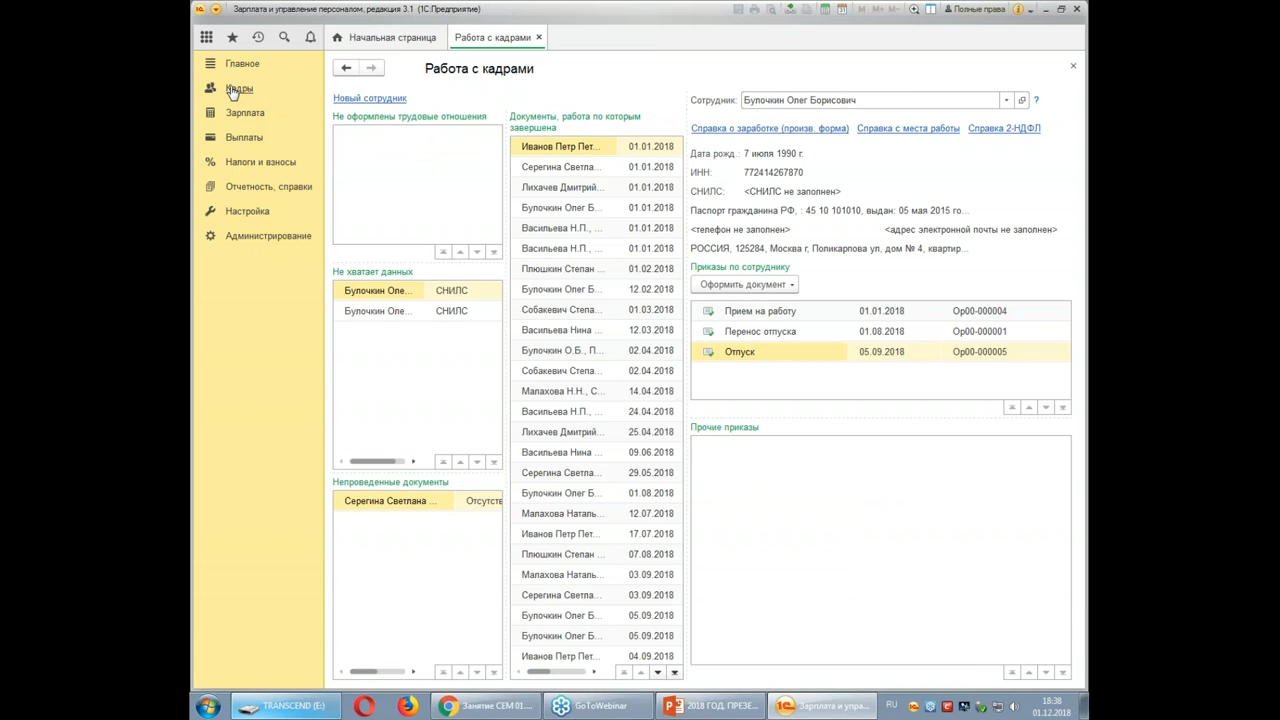 Зарплата и управление персоналом, редакция 3.1 (1С:Предприятие)
M M+ M-
Полные права
Начальная страница
Работа с кадрами ×
Главное
Кадры
Зарплата
Выплаты
Налоги и взносы
Отчетность, справки
Настройка
Администрирование
Работа с кадрами
Новый сотрудник
Не оформлены трудовые отношения
Не хватает данных
Булочкин Оле... СНИЛС
Булочкин Оле... СНИЛС
Непроведенные документы
Серегина Светлана ... Отсутств
Документы, работа по которым
завершена
Иванов Петр Пет... 01.01.2018
Серегина Светла... 01.01.2018
Лихачев Дмитрий... 01.01.2018
Булочкин Олег Б... 01.01.2018
Васильева Н.П., ... 01.01.2018
Васильева Н.П., ... 01.01.2018
Плюшкин Степан ... 01.02.2018
Булочкин Олег Б... 12.02.2018
Собакевич Степа... 01.03.2018
Васильева Нина ... 12.03.2018
Булочкин О.Б., П... 02.04.2018
Собакевич Степа... 02.04.2018
Малахова Н.Н., С... 14.04.2018
Васильева Н.П., ... 24.04.2018
Лихачев Дмитрий... 25.04.2018
Васильева Нина ... 09.06.2018
Серегина Светла... 29.05.2018
Булочкин Олег Б... 01.08.2018
Малахова Наталь... 12.07.2018
Иванов Петр Пет... 17.07.2018
Плюшкин Степан ... 07.08.2018
Малахова Наталь... 03.09.2018
Серегина Светла... 03.09.2018
Булочкин Олег Б... 05.09.2018
Булочкин Олег Б... 05.09.2018
Иванов Петр Пет... 04.09.2018
Сотрудник: Булочкин Олег Борисович ?
Справка о заработке (произв. форма) Справка с места работы Справка 2-НДФЛ
Дата рожд.: 7 июля 1990 г.
ИНН: 772414267870
СНИЛС: <СНИЛС не заполнен>
Паспорт гражданина РФ, : 45 10 101010, выдан: 05 мая 2015 го...
<телефон не заполнен> <адрес электронной почты не заполнен>
РОССИЯ, 125284, Москва г, Поликарпова ул, дом № 4, квартир...
Приказы по сотруднику
Оформить документ
Прием на работу 01.01.2018 Ор00-000004
Перенос отпуска 01.08.2018 Ор00-000001
Отпуск 05.09.2018 Ор00-000005
Прочие приказы
TRANSCEND (E:)
Занятие СЕМ 01....
GoToWebinar
2018 ГОД. ПРЕЗЕ...
Зарплата и упра...
RU
18:38
01.12.2018